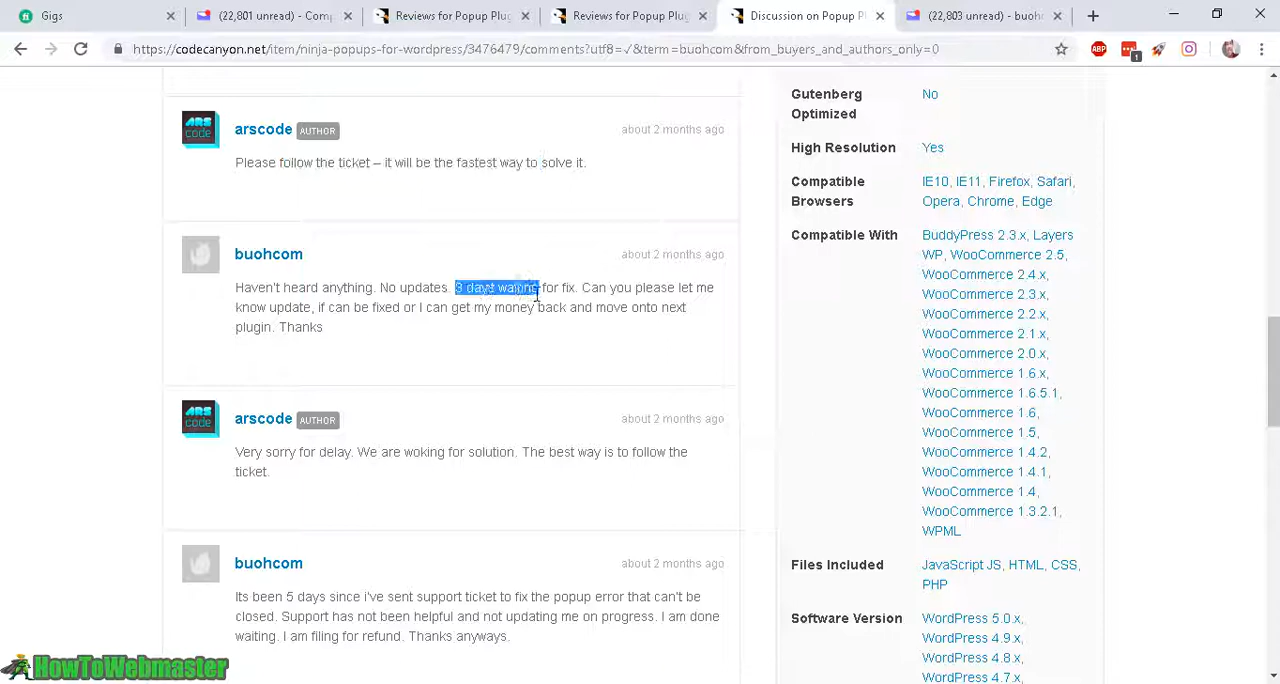 Gigs
(22,801 unread) - Comp
Reviews for Popup Plug
Reviews for Popup Plug
Discussion on Popup Pl
(22,803 unread) - buoh
https://codecanyon.net/item/ninja-popups-for-wordpress/3476479/comments?utf8=✓&term=buohcom&from_buyers_and_authors_only=0
ABP
1
ARS
code
arscode AUTHOR
about 2 months ago
Please follow the ticket – it will be the fastest way to solve it.
buohcom
about 2 months ago
Haven't heard anything. No updates. days waiting for fix. Can you please let me
know update, if can be fixed or I can get my money back and move onto next
plugin. Thanks
ARS
code
arscode AUTHOR
about 2 months ago
Very sorry for delay. We are woking for solution. The best way is to follow the
ticket.
buohcom
about 2 months ago
Its been 5 days since i've sent support ticket to fix the popup error that can't be
closed. Support has not been helpful and not updating me on progress. I am done
waiting. I am filing for refund. Thanks anyways.
HowToWebmaster
Gutenberg
Optimized
No
High Resolution
Yes
Compatible
Browsers
IE10, IE11, Firefox, Safari,
Opera, Chrome, Edge
Compatible With
BuddyPress 2.3.x, Layers
WP, WooCommerce 2.5,
WooCommerce 2.4.x,
WooCommerce 2.3.x,
WooCommerce 2.2.x,
WooCommerce 2.1.x,
WooCommerce 2.0.x,
WooCommerce 1.6.x,
WooCommerce 1.6.5.1,
WooCommerce 1.6,
WooCommerce 1.5,
WooCommerce 1.4.2,
WooCommerce 1.4.1,
WooCommerce 1.4,
WooCommerce 1.3.2.1,
WPML
Files Included
JavaScript JS, HTML, CSS,
PHP
Software Version
WordPress 5.0.x,
WordPress 4.9.x,
WordPress 4.8.x,
WordPress 4.7.x,